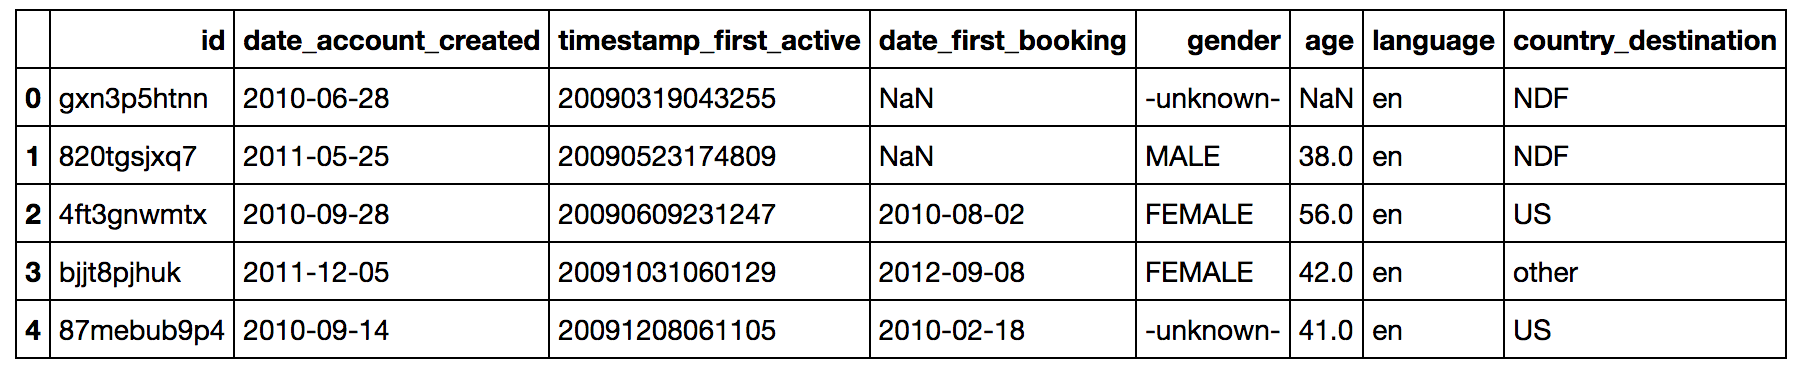 id date_account_created timestamp_first_active date_first_booking gender age language country_destination
0 gxn3p5htnn 2010-06-28 20090319043255 NaN -unknown- NaN en NDF
1 820tgsjxq7 2011-05-25 20090523174809 NaN MALE 38.0 en NDF
2 4ft3gnwmtx 2010-09-28 20090609231247 2010-08-02 FEMALE 56.0 en US
3 bjjt8pjhuk 2011-12-05 20091031060129 2012-09-08 FEMALE 42.0 en other
4 87mebub9p4 2010-09-14 20091208061105 2010-02-18 -unknown- 41.0 en US